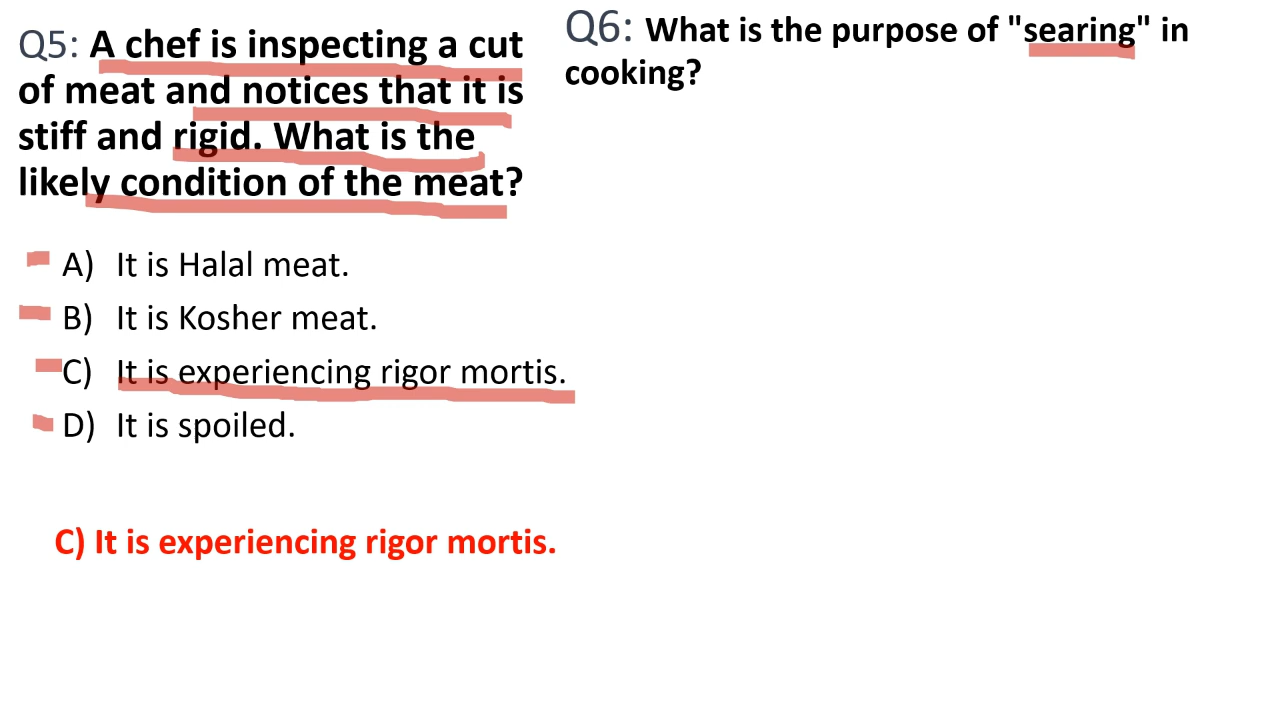 Q5: A chef is inspecting a cut
of meat and notices that it is
stiff and rigid. What is the
likely condition of the meat?
A) It is Halal meat.
B) It is Kosher meat.
C) It is experiencing rigor mortis.
D) It is spoiled.
C) It is experiencing rigor mortis.
Q6: What is the purpose of "searing" in
cooking?